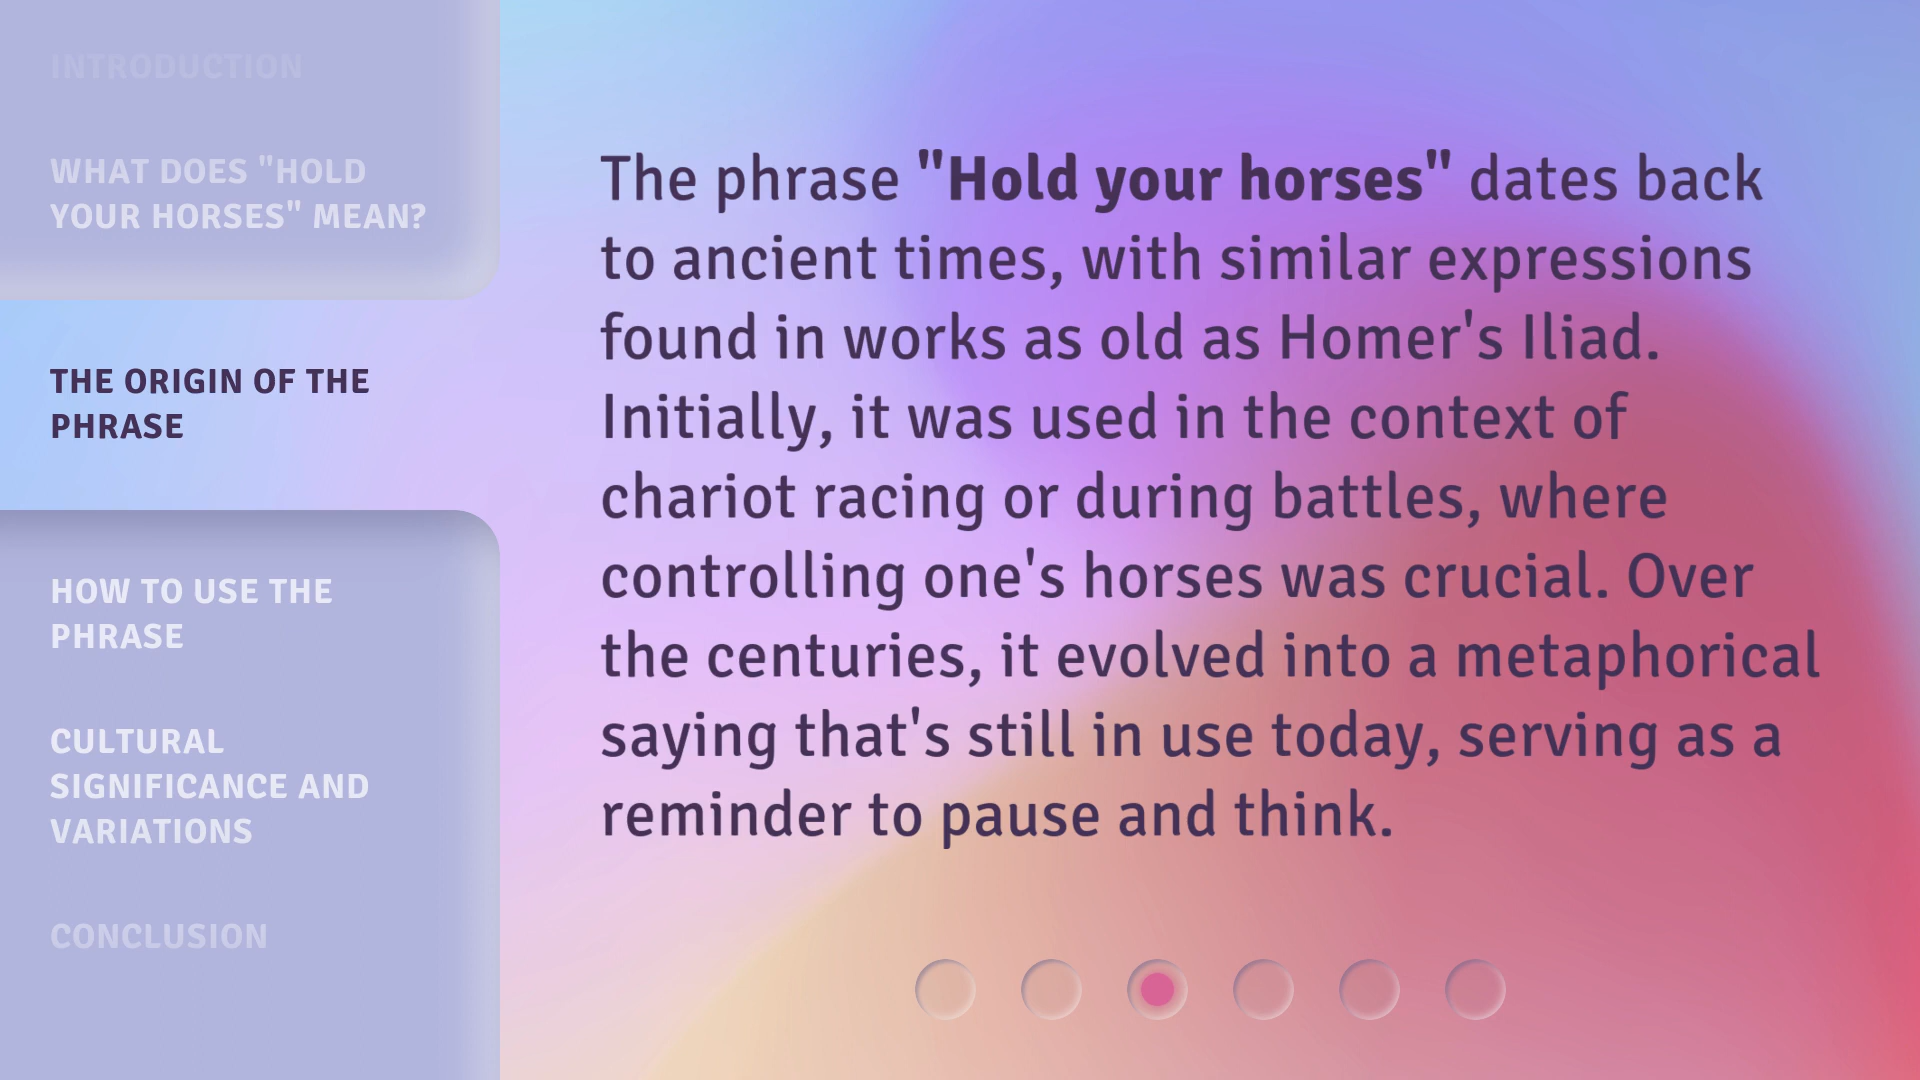 INTRODUCTION
WHAT DOES "HOLD
YOUR HORSES" MEAN?
THE ORIGIN OF THE
PHRASE
HOW TO USE THE
PHRASE
CULTURAL
SIGNIFICANCE AND
VARIATIONS
CONCLUSION
The phrase "Hold your horses" dates back
to ancient times, with similar expressions
found in works as old as Homer's Iliad.
Initially, it was used in the context of
chariot racing or during battles, where
controlling one's horses was crucial. Over
the centuries, it evolved into a metaphorical
saying that's still in use today, serving as a
reminder to pause and think.